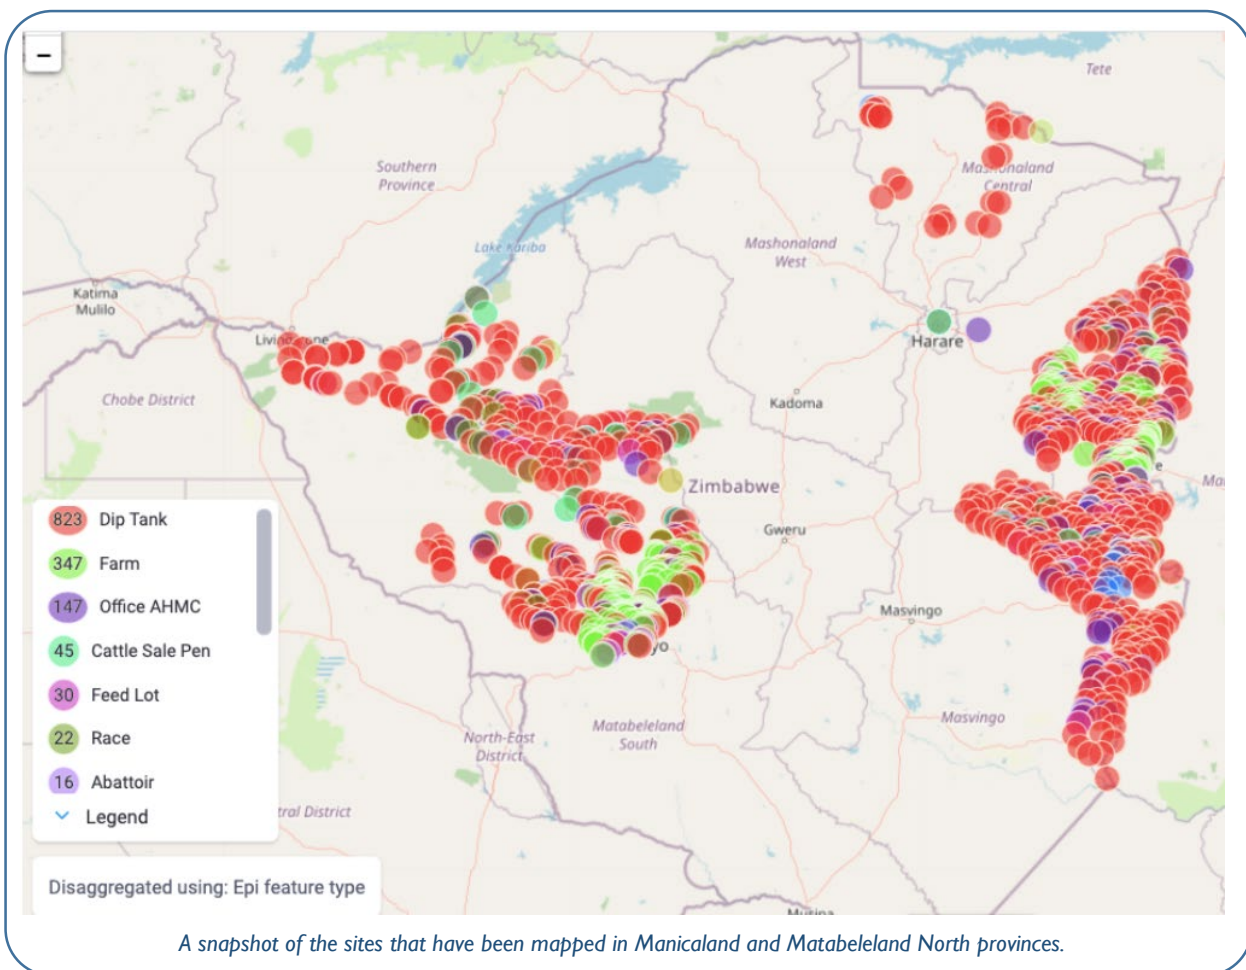 −
Tete
Southern
Province
Mashonaland
Central
Mashonaland
West
Lake Kariba
Katima
Mulilo
Harare
Chobe District
Kadoma
Zimbabwe
Gweru
Masvingo
Masvingo
Matabeleland
South
North-East
District
tral District
823 Dip Tank
347 Farm
147 Office AHMC
45 Cattle Sale Pen
30 Feed Lot
22 Race
16 Abattoir
Legend
Disaggregated using: Epi feature type
A snapshot of the sites that have been mapped in Manicaland and Matabeleland North provinces.